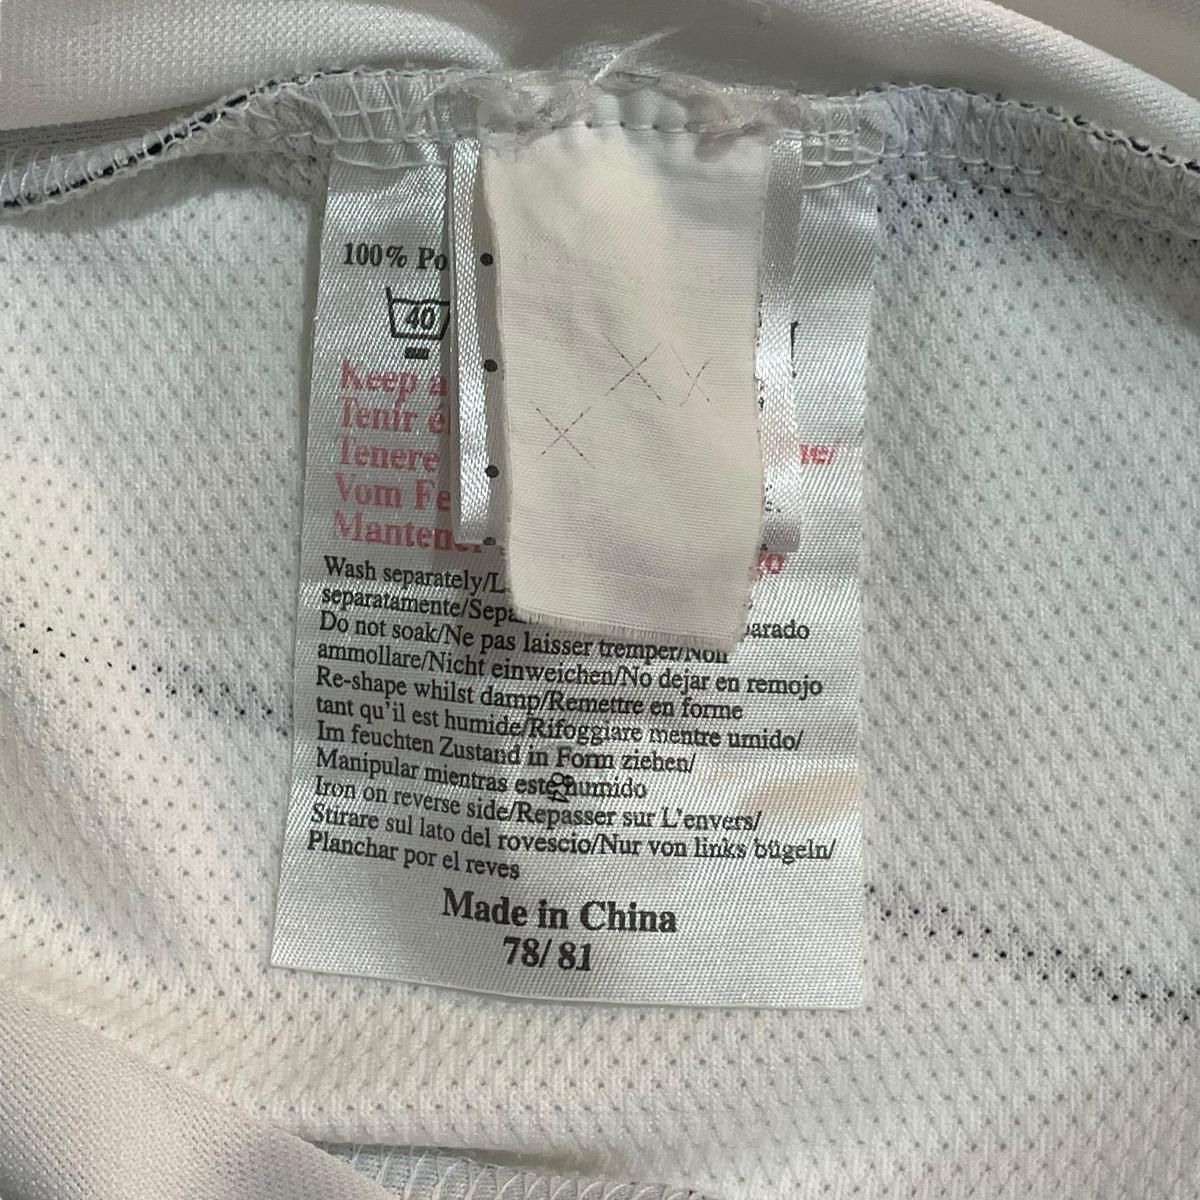 100% Po
40
Keep a
Tenir é
Tenere
Vom Fe
Manten
Wash separately/L
separatamente/Sepa
parado
Do not soak/Ne pas laisser tremper/Non
ammollare/Nicht einweichen/No dejar en remojo
Re-shape whilst damp/Remettre en forme
tant qu'il est humide/Rifoggiare mentre umido/
Im feuchten Zustand in Form ziehen/
Manipular mientras este humido
Iron on reverse side/Repasser sur L'envers/
Stirare sul lato del rovescio/Nur von links bügeln/
Planchar por el reves
Made in China
78/81